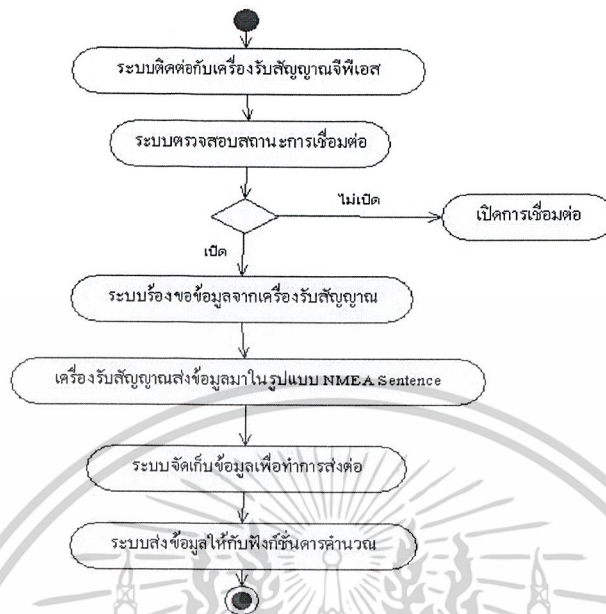 ระบบติดต่อกับเครื่องรับสัญญาณจีพีเอส
ระบบตรวจสอบสถานะการเชื่อมต่อ
ไม่เปิด
เปิดการเชื่อมต่อ
เปิด
ระบบร้องขอข้อมูลจากเครื่องรับสัญญาณ
เครื่องรับสัญญาณส่งข้อมูลมาในรูปแบบ NMEA Sentence
ระบบจัดเก็บข้อมูลเพื่อทำการส่งต่อ
ระบบส่งข้อมูลให้กับฟังก์ชั่นดารคำนวณ